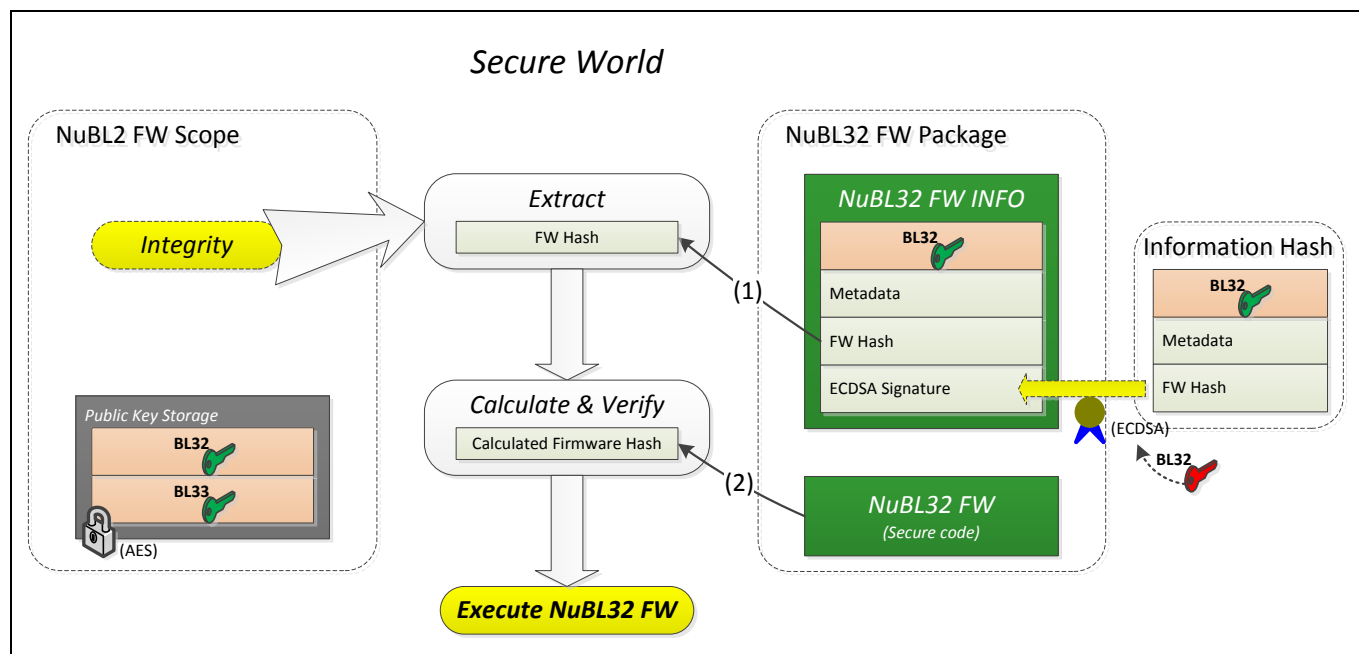 Secure World
NuBL2 FW Scope
Integrity
Public Key Storage
BL32
BL33
(AES)
Extract
FW Hash
Calculate & Verify
Calculated Firmware Hash
Execute NuBL32 FW
(1)
(2)
NuBL32 FW Package
NuBL32 FW INFO
BL32
Metadata
FW Hash
ECDSA Signature
NuBL32 FW
(Secure code)
Information Hash
BL32
Metadata
FW Hash
(ECDSA)
BL32